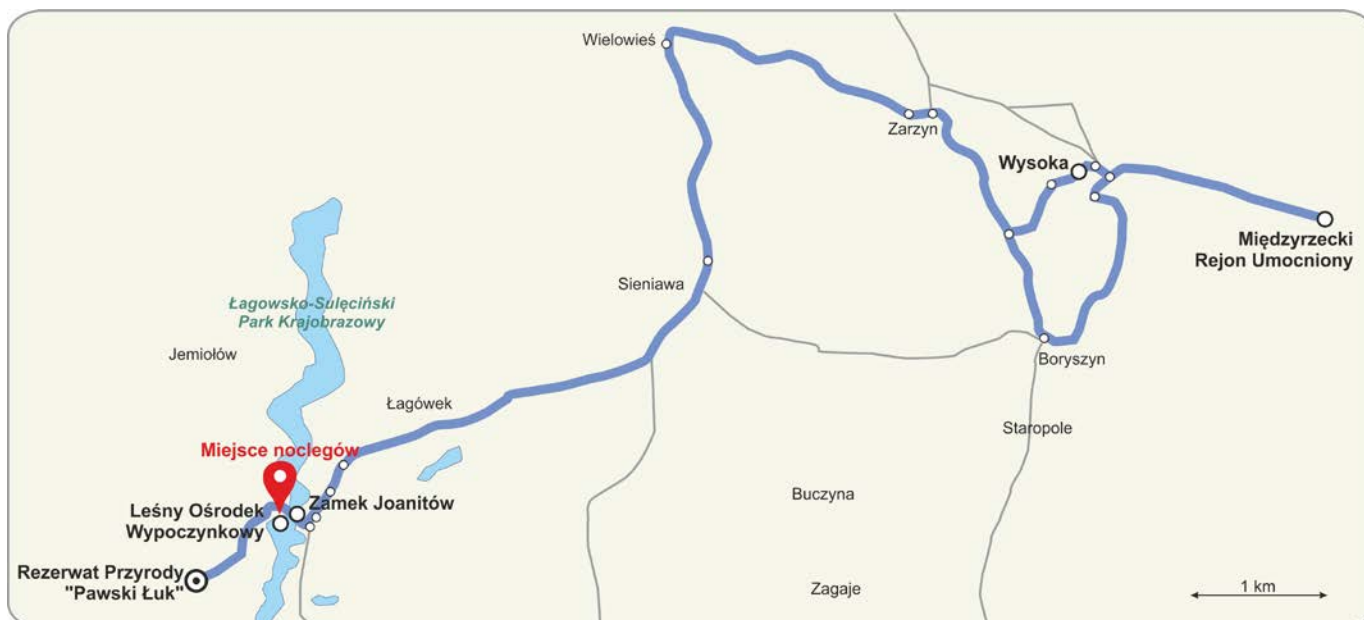 Wielowieś
Zarzyn
Wysoka
Międzyrzecki
Rejon Umocniony
Sieniawa
Łagowsko-Sulęciński
Park Krajobrazowy
Jemiołów
Boryszyn
Łagówek
Staropole
Miejsce noclegów
Zamek Joanitów
Leśny Ośrodek
Wypoczynkowy
Buczyna
Rezerwat Przyrody
"Pawski Łuk"
Zagaje
1 km